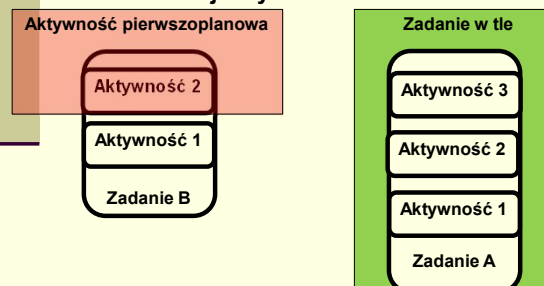 Aktywność pierwszoplanowa
Aktywność 2
Aktywność 1
Zadanie B
Zadanie w tle
Aktywność 3
Aktywność 2
Aktywność 1
Zadanie A